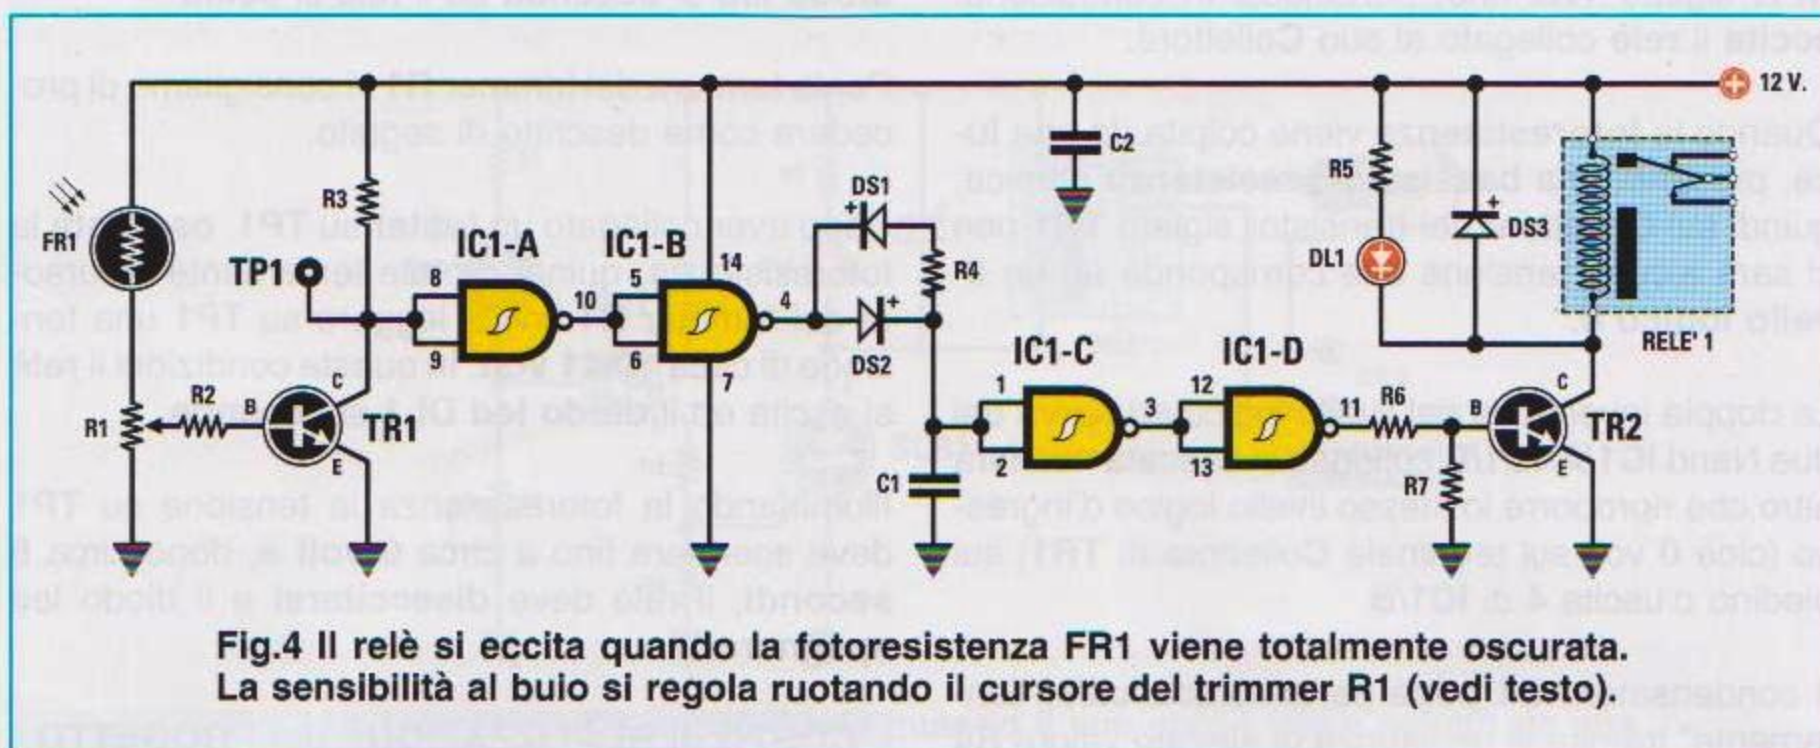 12 V.
C2
R5
DS1
R3
FR1
IC1-A
IC1-B
14
DS3
TP1
R4
DL1
8
5
10
4
9
6
DS2
RELE' 1
IC1-C
IC1-D
7
C
R2
B
1
12
R6
C
R1
TR1
3
11
B
TR2
E
2
13
C1
R7
E
Fig.4 Il relè si eccita quando la fotoresistenza FR1 viene totalmente oscurata.
La sensibilità al buio si regola ruotando il cursore del trimmer R1 (vedi testo).